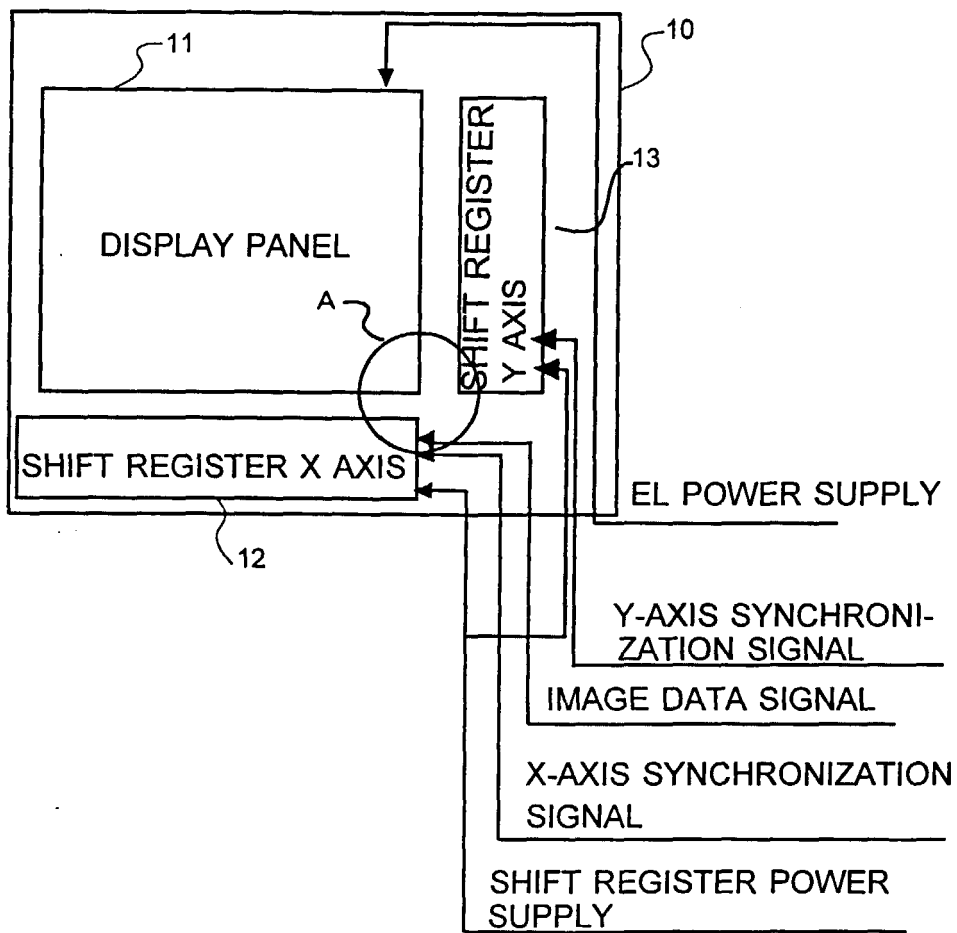 10
11
SHIFT REGISTER
Y AXIS
13
DISPLAY PANEL
A
SHIFT REGISTER X AXIS
12
EL POWER SUPPLY
Y-AXIS SYNCHRONI-
ZATION SIGNAL
IMAGE DATA SIGNAL
X-AXIS SYNCHRONIZATION
SIGNAL
SHIFT REGISTER POWER
SUPPLY